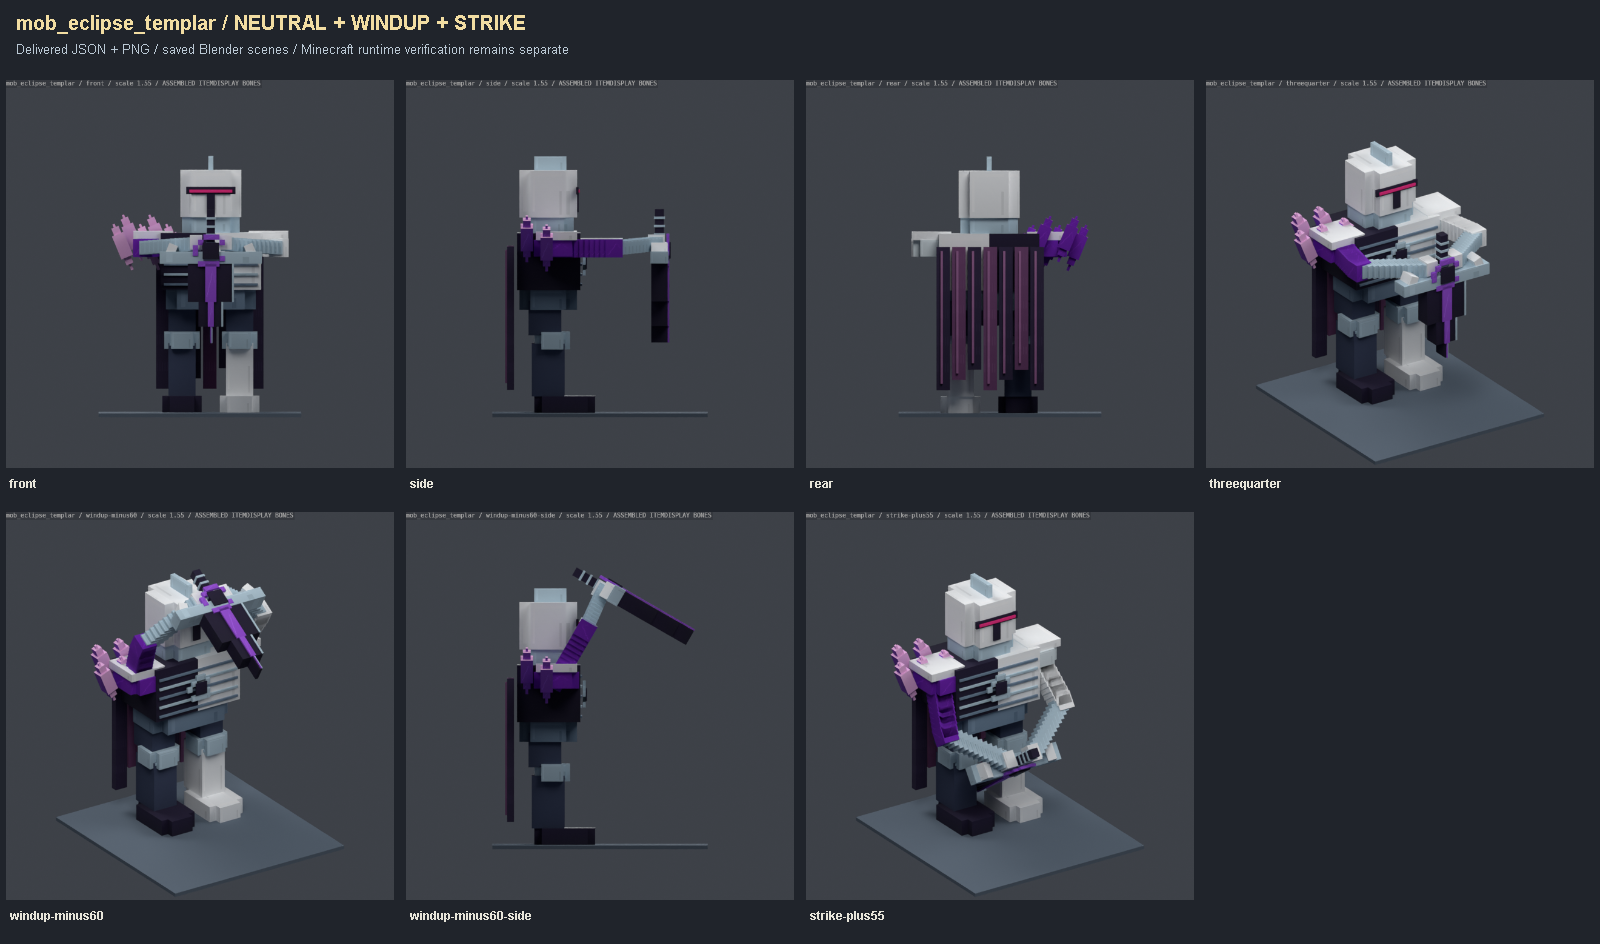 mob_eclipse_templar / NEUTRAL + WINDUP + STRIKE
Delivered JSON + PNG / saved Blender scenes / Minecraft runtime verification remains separate
mob_eclipse_templar / front / scale 1.55 / ASSEMBLED ITEMDISPLAY BONES
mob_eclipse_templar / side / scale 1.55 / ASSEMBLED ITEMDISPLAY BONES
mob_eclipse_templar / rear / scale 1.55 / ASSEMBLED ITEMDISPLAY BONES
mob_eclipse_templar / threequarter / scale 1.55 / ASSEMBLED ITEMDISPLAY BONES
front
side
rear
threequarter
mob_eclipse_templar / windup-minus60 / scale 1.55 / ASSEMBLED ITEMDISPLAY BONES
mob_eclipse_templar / windup-minus60-side / scale 1.55 / ASSEMBLED ITEMDISPLAY BONES
mob_eclipse_templar / strike-plus55 / scale 1.55 / ASSEMBLED ITEMDISPLAY BONES
windup-minus60
windup-minus60-side
strike-plus55